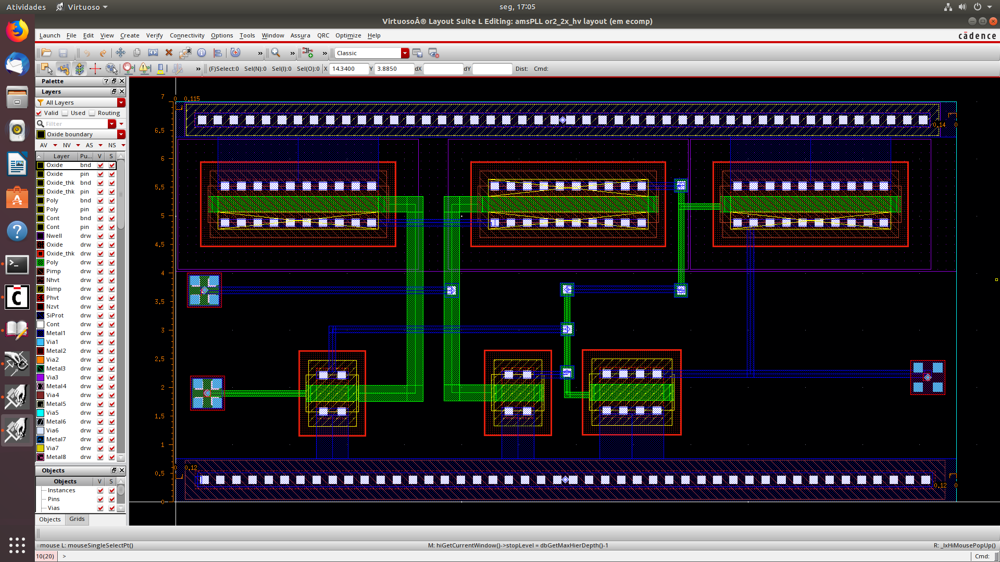 Atividades
Virtuoso
seg, 17:05
VirtuosoÂ® Layout Suite L Editing: amsPLL or2_2x_hv layout (em ecomp)
Launch File Edit View Create Verify Connectivity Options Tools Window Assura QRC Optimize Help
cādence
» » » Classic
» (F)Select:0 Sel(N):0 Sel(I):0 Sel(O):0 X 14.3400 Y 3.8850 dX dY Dist: Cmd:
Palette
Layers
All Layers
Valid Used Routing
Filter
Oxide boundary
AV NV AS NS
Layer Pu... V S
Oxide bnd
Oxide pin
Oxide_thk bnd
Oxide_thk pin
Poly bnd
Poly pin
Cont bnd
Cont pin
Nwell drw
Oxide drw
Oxide_thk drw
Poly drw
Pimp drw
Nhvt drw
Nimp drw
Phvt drw
Nzvt drw
SiProt drw
Cont drw
Metal1 drw
Via1 drw
Metal2 drw
Via2 drw
Metal3 drw
Via3 drw
Metal4 drw
Via4 drw
Metal5 drw
Via5 drw
Metal6 drw
Via6 drw
Metal7 drw
Via7 drw
Metal8 drw
Objects
Objects V S
Instances
Pins
Vias
Objects Grids
7 0 0.115
6.5
0.14 0
6
5.5
5
4.5
4
3.5
3
2.5
2
1.5
1
0.5
0 0.12
0.12 0
0
mouse L: mouseSingleSelectPt()
M: hiGetCurrentWindow()->stopLevel = dbGetMaxHierDepth()-1
R: _lxHiMousePopUp()
10(20) >
Cmd: